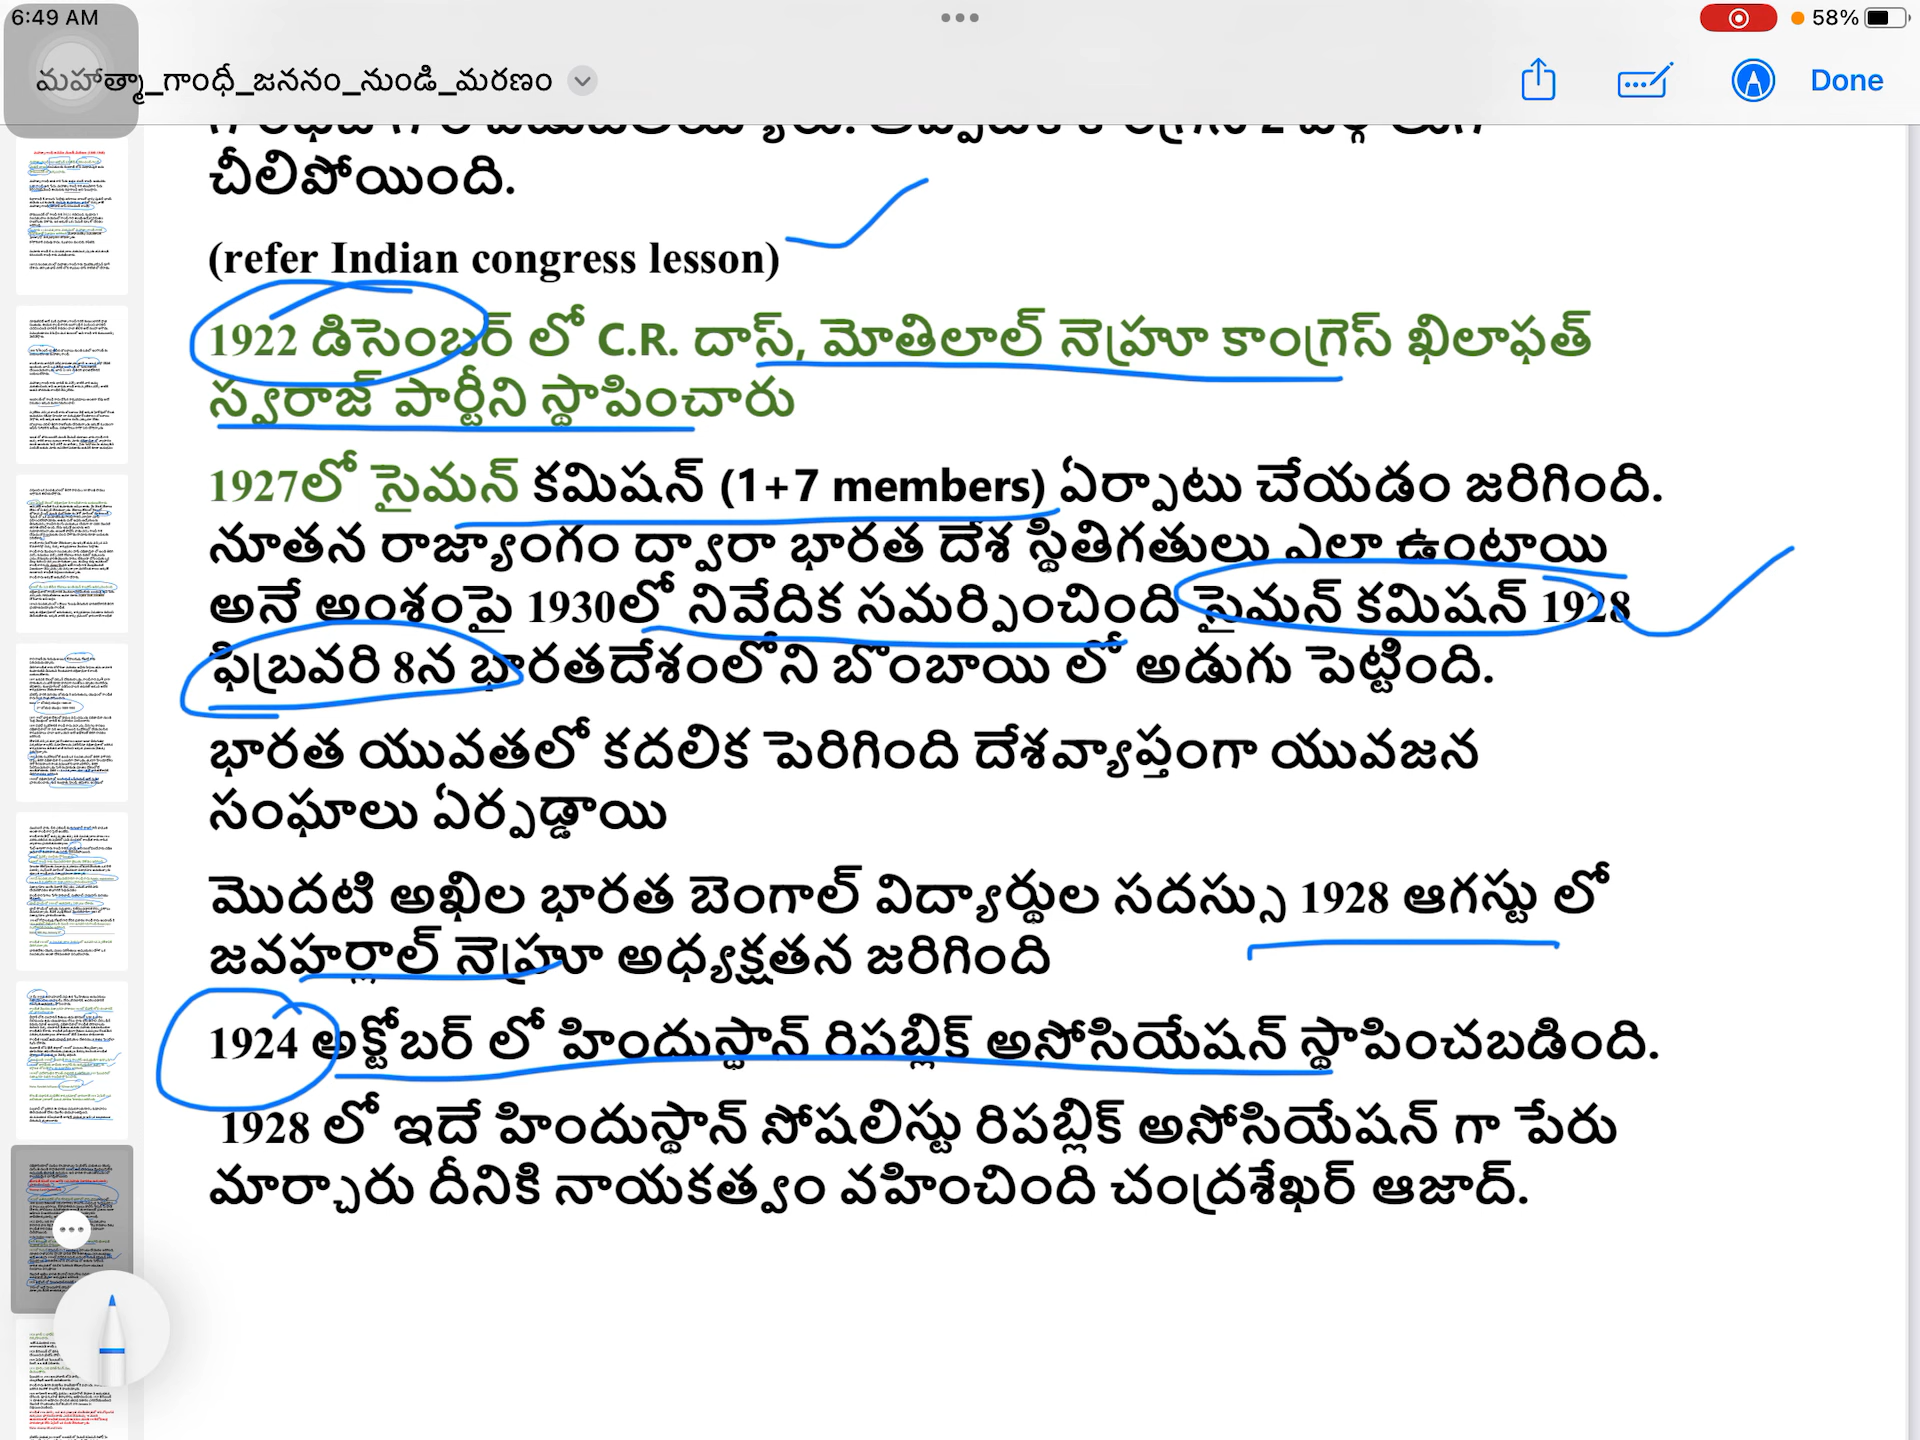 6:49 AM
58%
మహాత్మా_గాంధీ_జననం_నుండి_మరణం
Done
చీలిపోయింది.
(refer Indian congress lesson)
1922 డిసెంబర్ లో C.R. దాస్, మోతిలాల్ నెహ్రూ కాంగ్రెస్ ఖిలాఫత్
స్వరాజ్ పార్టీని స్థాపించారు
1927లో సైమన్ కమిషన్ (1+7 members) ఏర్పాటు చేయడం జరిగింది.
నూతన రాజ్యాంగం ద్వారా భారత దేశ స్థితిగతులు ఎలా ఉంటాయి
అనే అంశంపై 1930లో నివేదిక సమర్పించింది సైమన్ కమిషన్ 1928
ఫిబ్రవరి 8న భారతదేశంలోని బొంబాయి లో అడుగు పెట్టింది.
భారత యువతలో కదలిక పెరిగింది దేశవ్యాప్తంగా యువజన
సంఘాలు ఏర్పడ్డాయి
మొదటి అఖిల భారత బెంగాల్ విద్యార్థుల సదస్సు 1928 ఆగస్టు లో
జవహర్లాల్ నెహ్రూ అధ్యక్షతన జరిగింది
1924 అక్టోబర్ లో హిందుస్థాన్ రిపబ్లిక్ అసోసియేషన్ స్థాపించబడింది.
1928 లో ఇదే హిందుస్థాన్ సోషలిస్టు రిపబ్లిక్ అసోసియేషన్ గా పేరు
మార్చారు దీనికి నాయకత్వం వహించింది చంద్రశేఖర్ ఆజాద్.